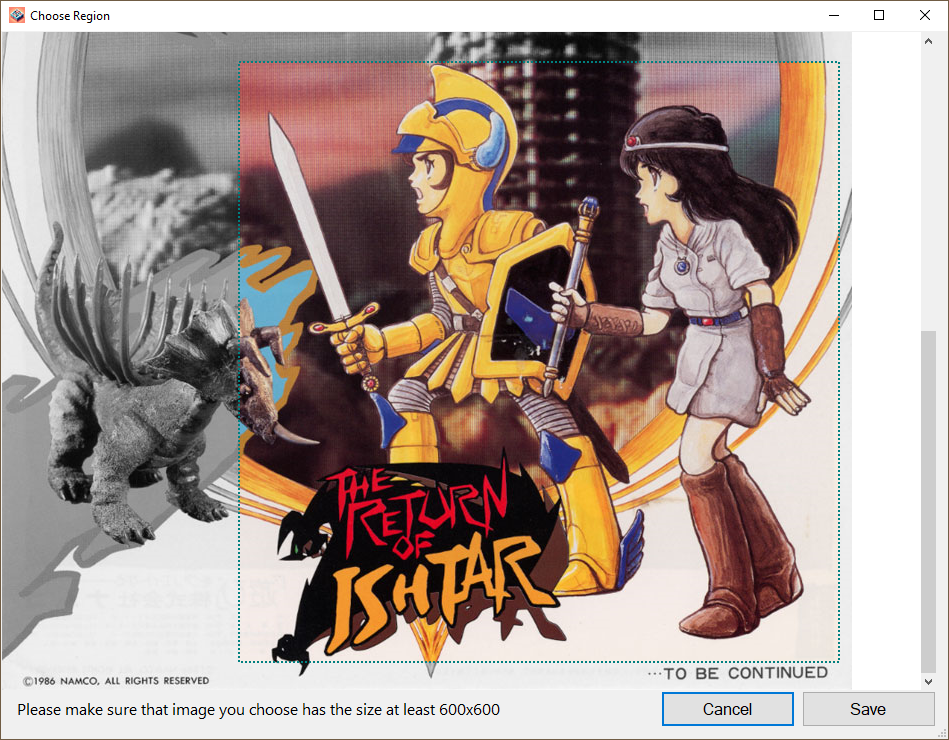 Choose Region
THE
RETURN
OF
ISHTAR
©1986 NAMCO, ALL RIGHTS RESERVED
···TO BE CONTINUED
Please make sure that image you choose has the size at least 600x600
Cancel
Save